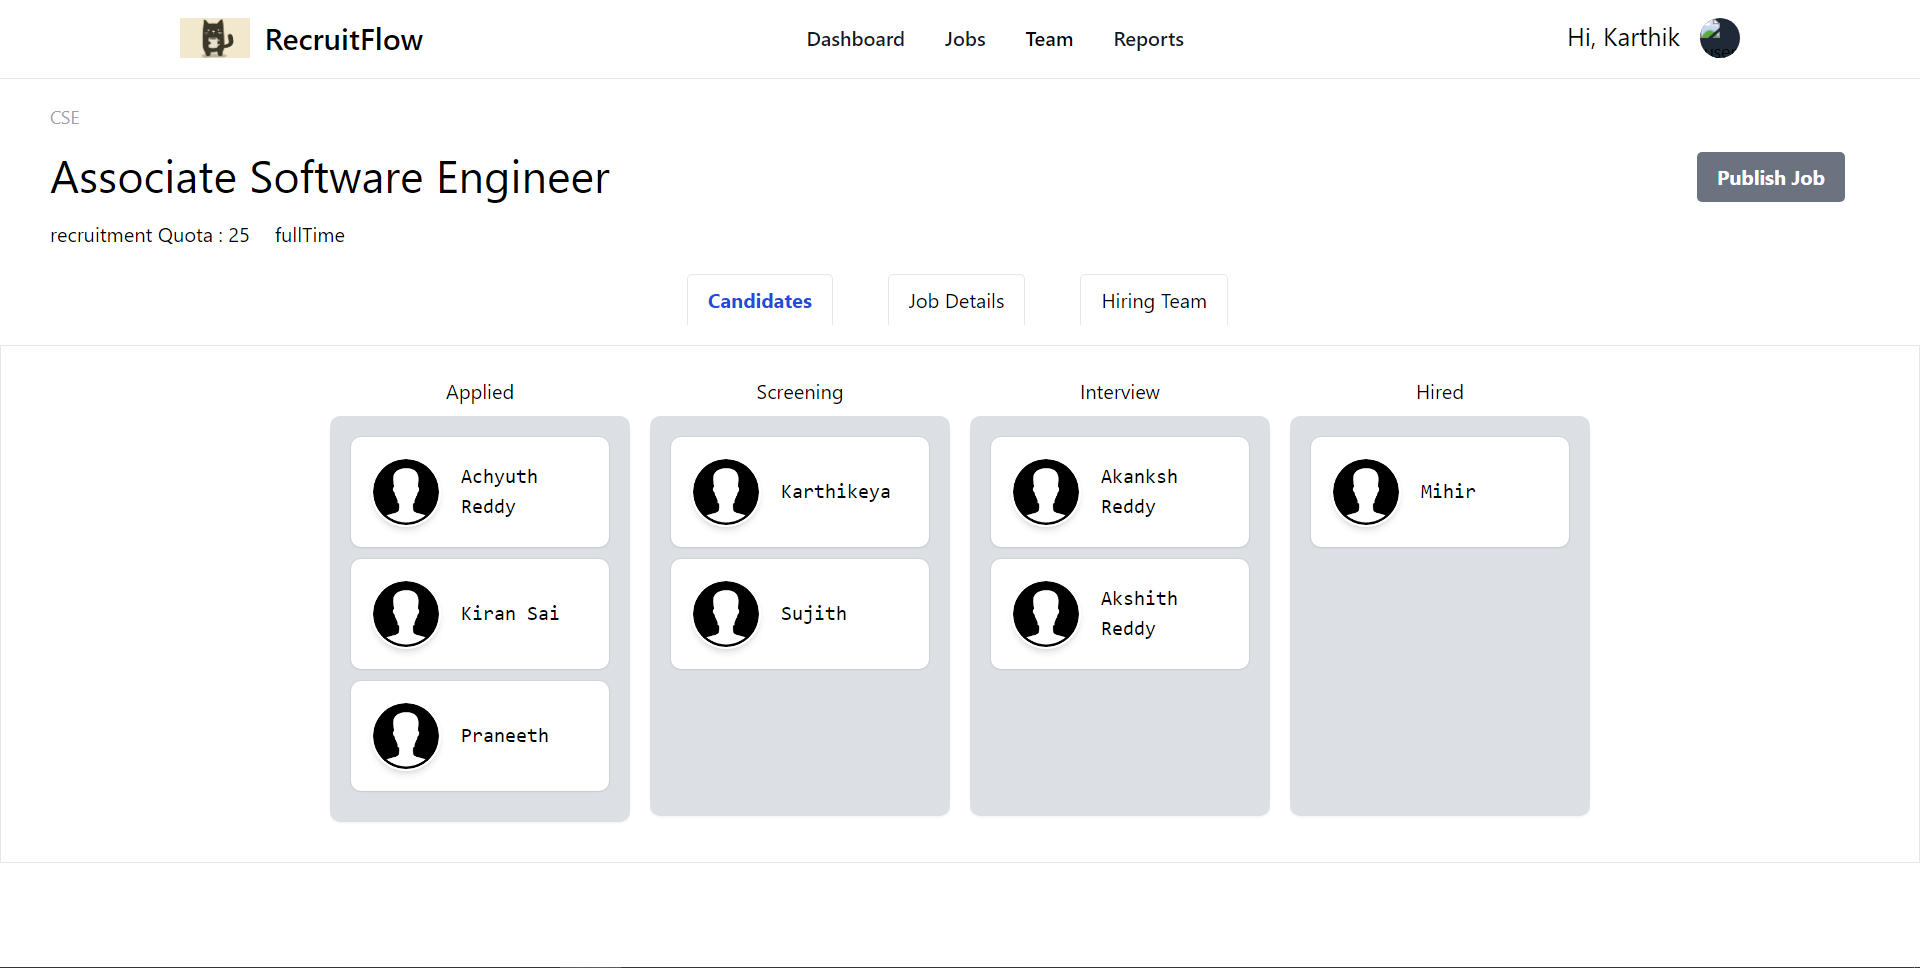 RecruitFlow
Dashboard Jobs Team Reports
Hi, Karthik
CSE
Associate Software Engineer
Publish Job
recruitment Quota : 25 fullTime
Candidates Job Details Hiring Team
Applied
Achyuth
Reddy
Kiran Sai
Praneeth
Screening
Karthikeya
Sujith
Interview
Akanksh
Reddy
Akshith
Reddy
Hired
Mihir